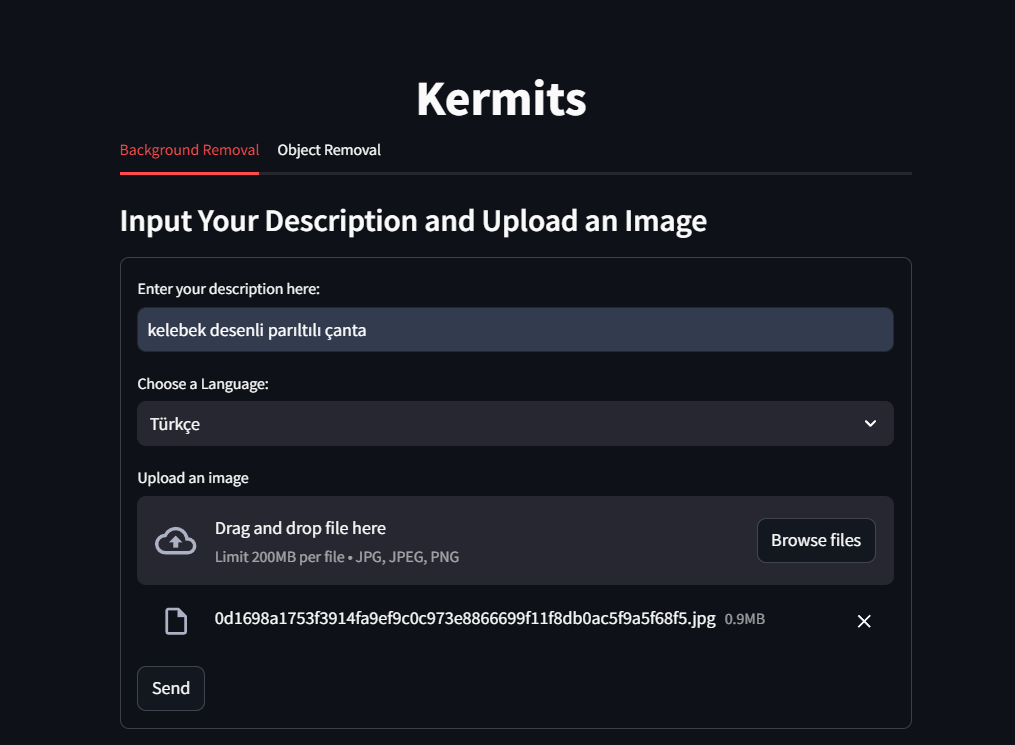 Kermits
Background Removal Object Removal
Input Your Description and Upload an Image
Enter your description here:
kelebek desenli parıltılı çanta
Choose a Language:
Türkçe
Upload an image
Drag and drop file here
Limit 200MB per file • JPG, JPEG, PNG
Browse files
0d1698a1753f3914fa9ef9c0c973e8866699f11f8db0ac5f9a5f68f5.jpg 0.9MB
Send